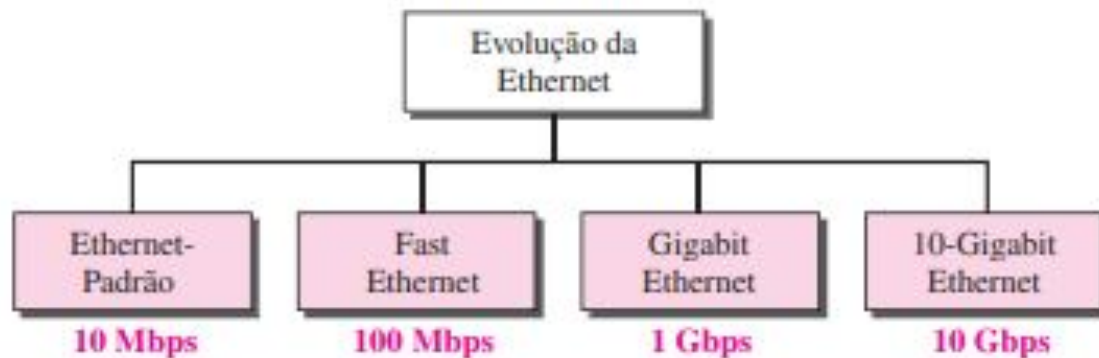 Evolução da
Ethernet
Ethernet-
Padrão
10 Mbps
Fast
Ethernet
100 Mbps
Gigabit
Ethernet
1 Gbps
10-Gigabit
Ethernet
10 Gbps